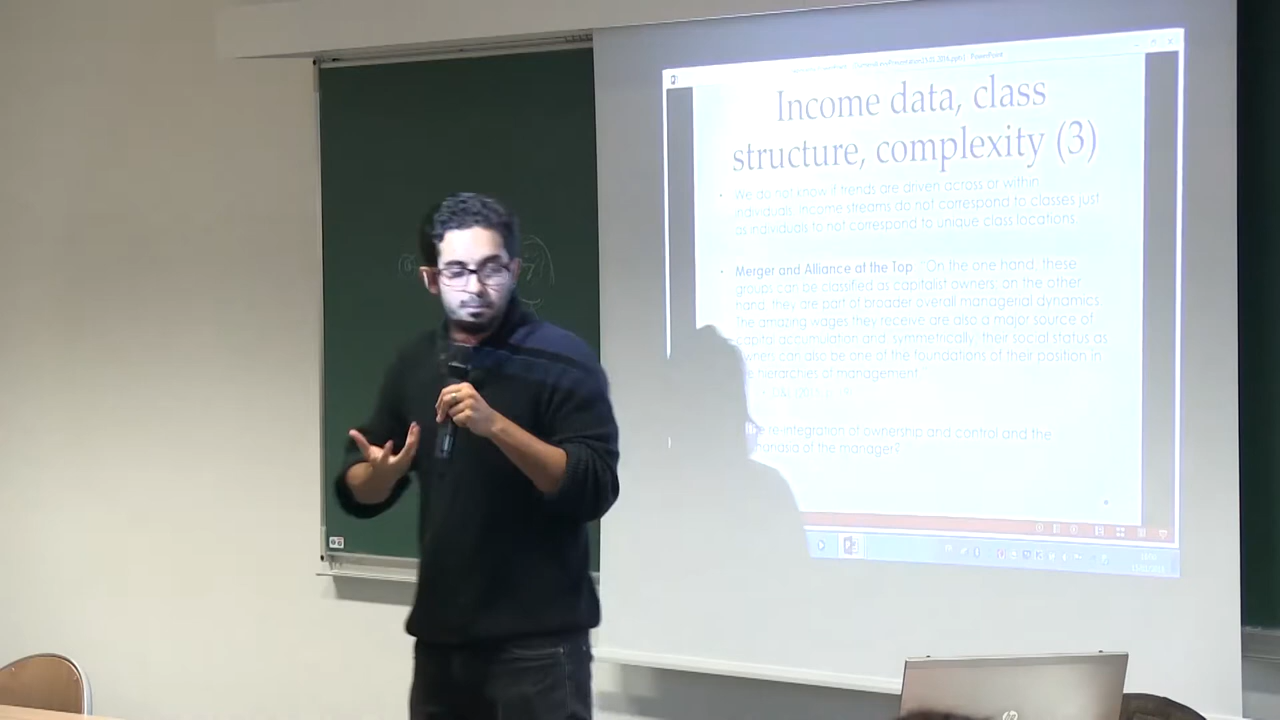 Income data, class
structure, complexity (3)
We do not know if trends are driven across or within
individuals. Income streams do not correspond to classes just
as individuals to not correspond to unique class locations.
Merger and Alliance at the Top "On the one hand, these
groups can be classified as capitalist owners; on the other
hand, they are part of broader overall managerial dynamics.
The amazing wages they receive are also a major source of
capital accumulation and, symmetrically, their social status as
owners can also be one of the foundations of their position in
hierarchies of management."
re-integration of ownership and control and the
of the manager?
hp